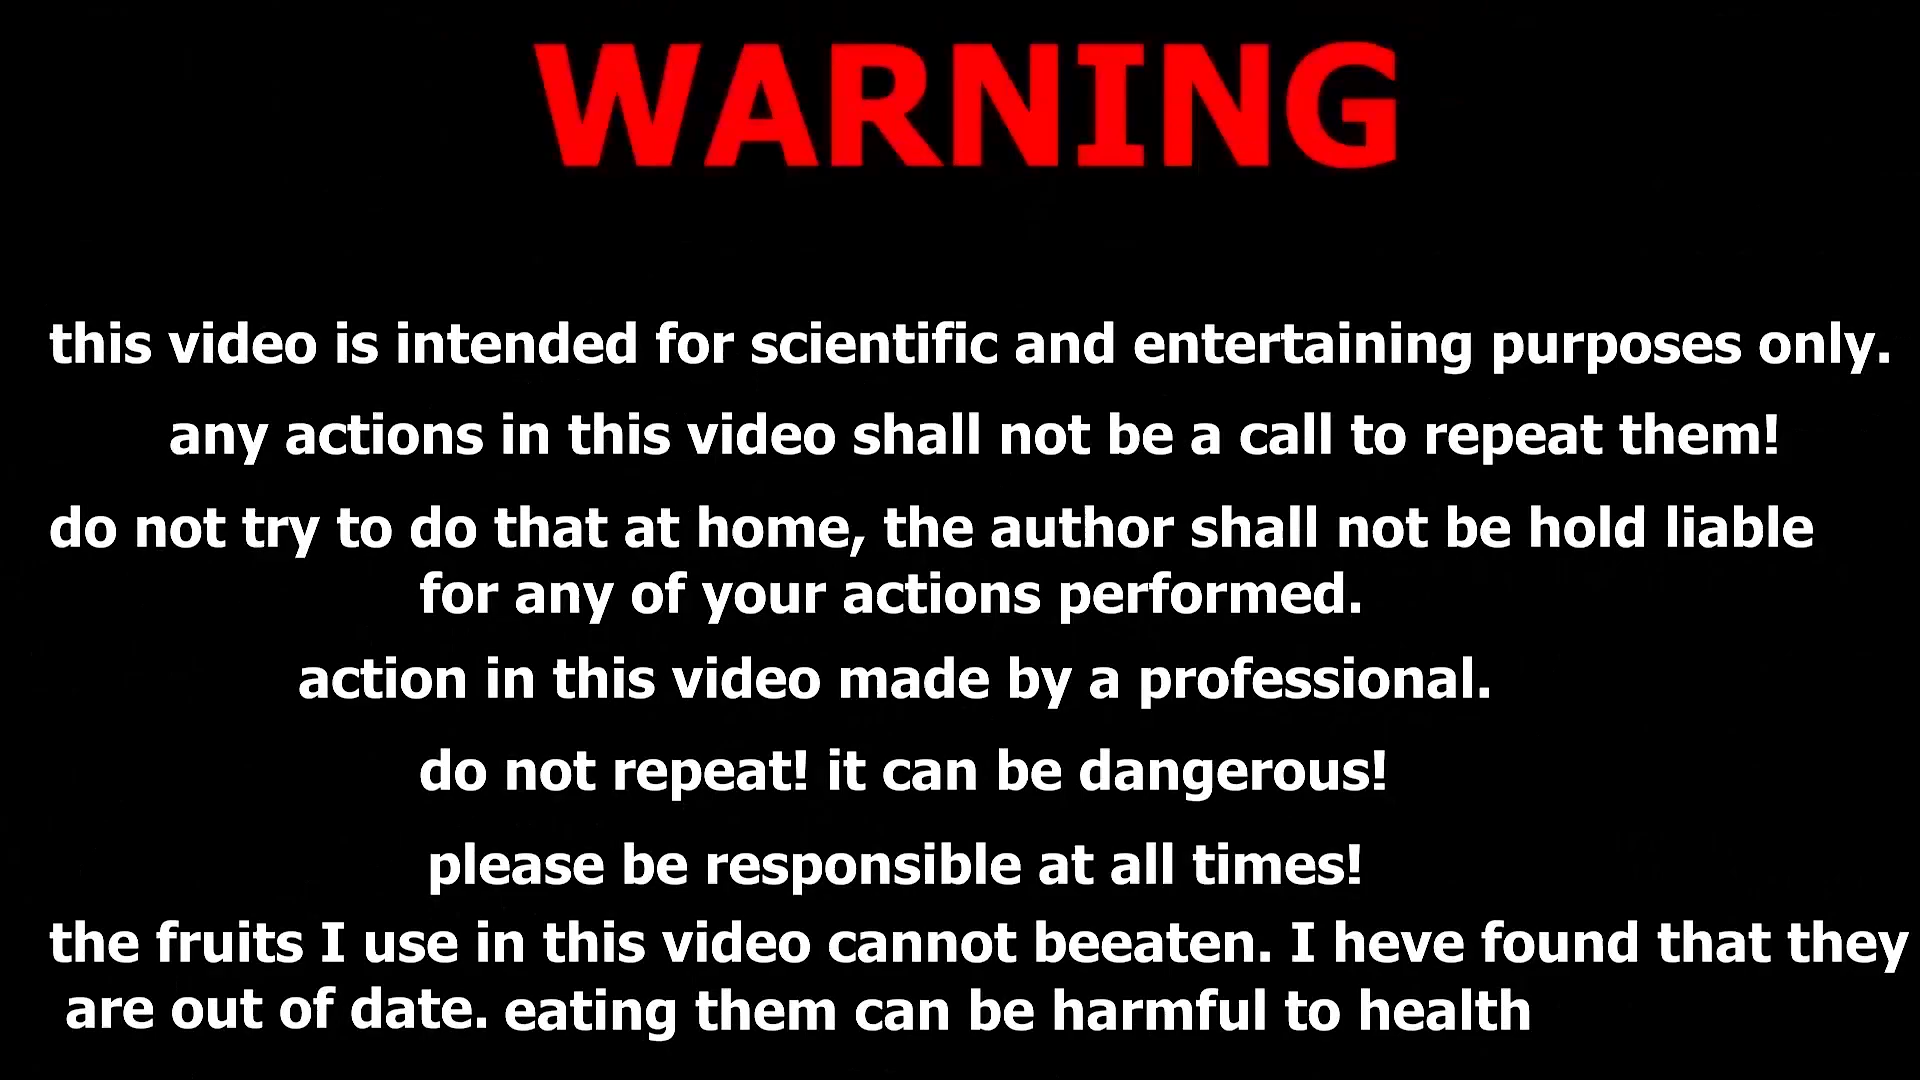 WARNING
this video is intended for scientific and entertaining purposes only.
any actions in this video shall not be a call to repeat them!
do not try to do that at home, the author shall not be hold liable
for any of your actions performed.
action in this video made by a professional.
do not repeat! it can be dangerous!
please be responsible at all times!
the fruits I use in this video cannot beeaten. I heve found that they
are out of date. eating them can be harmful to health